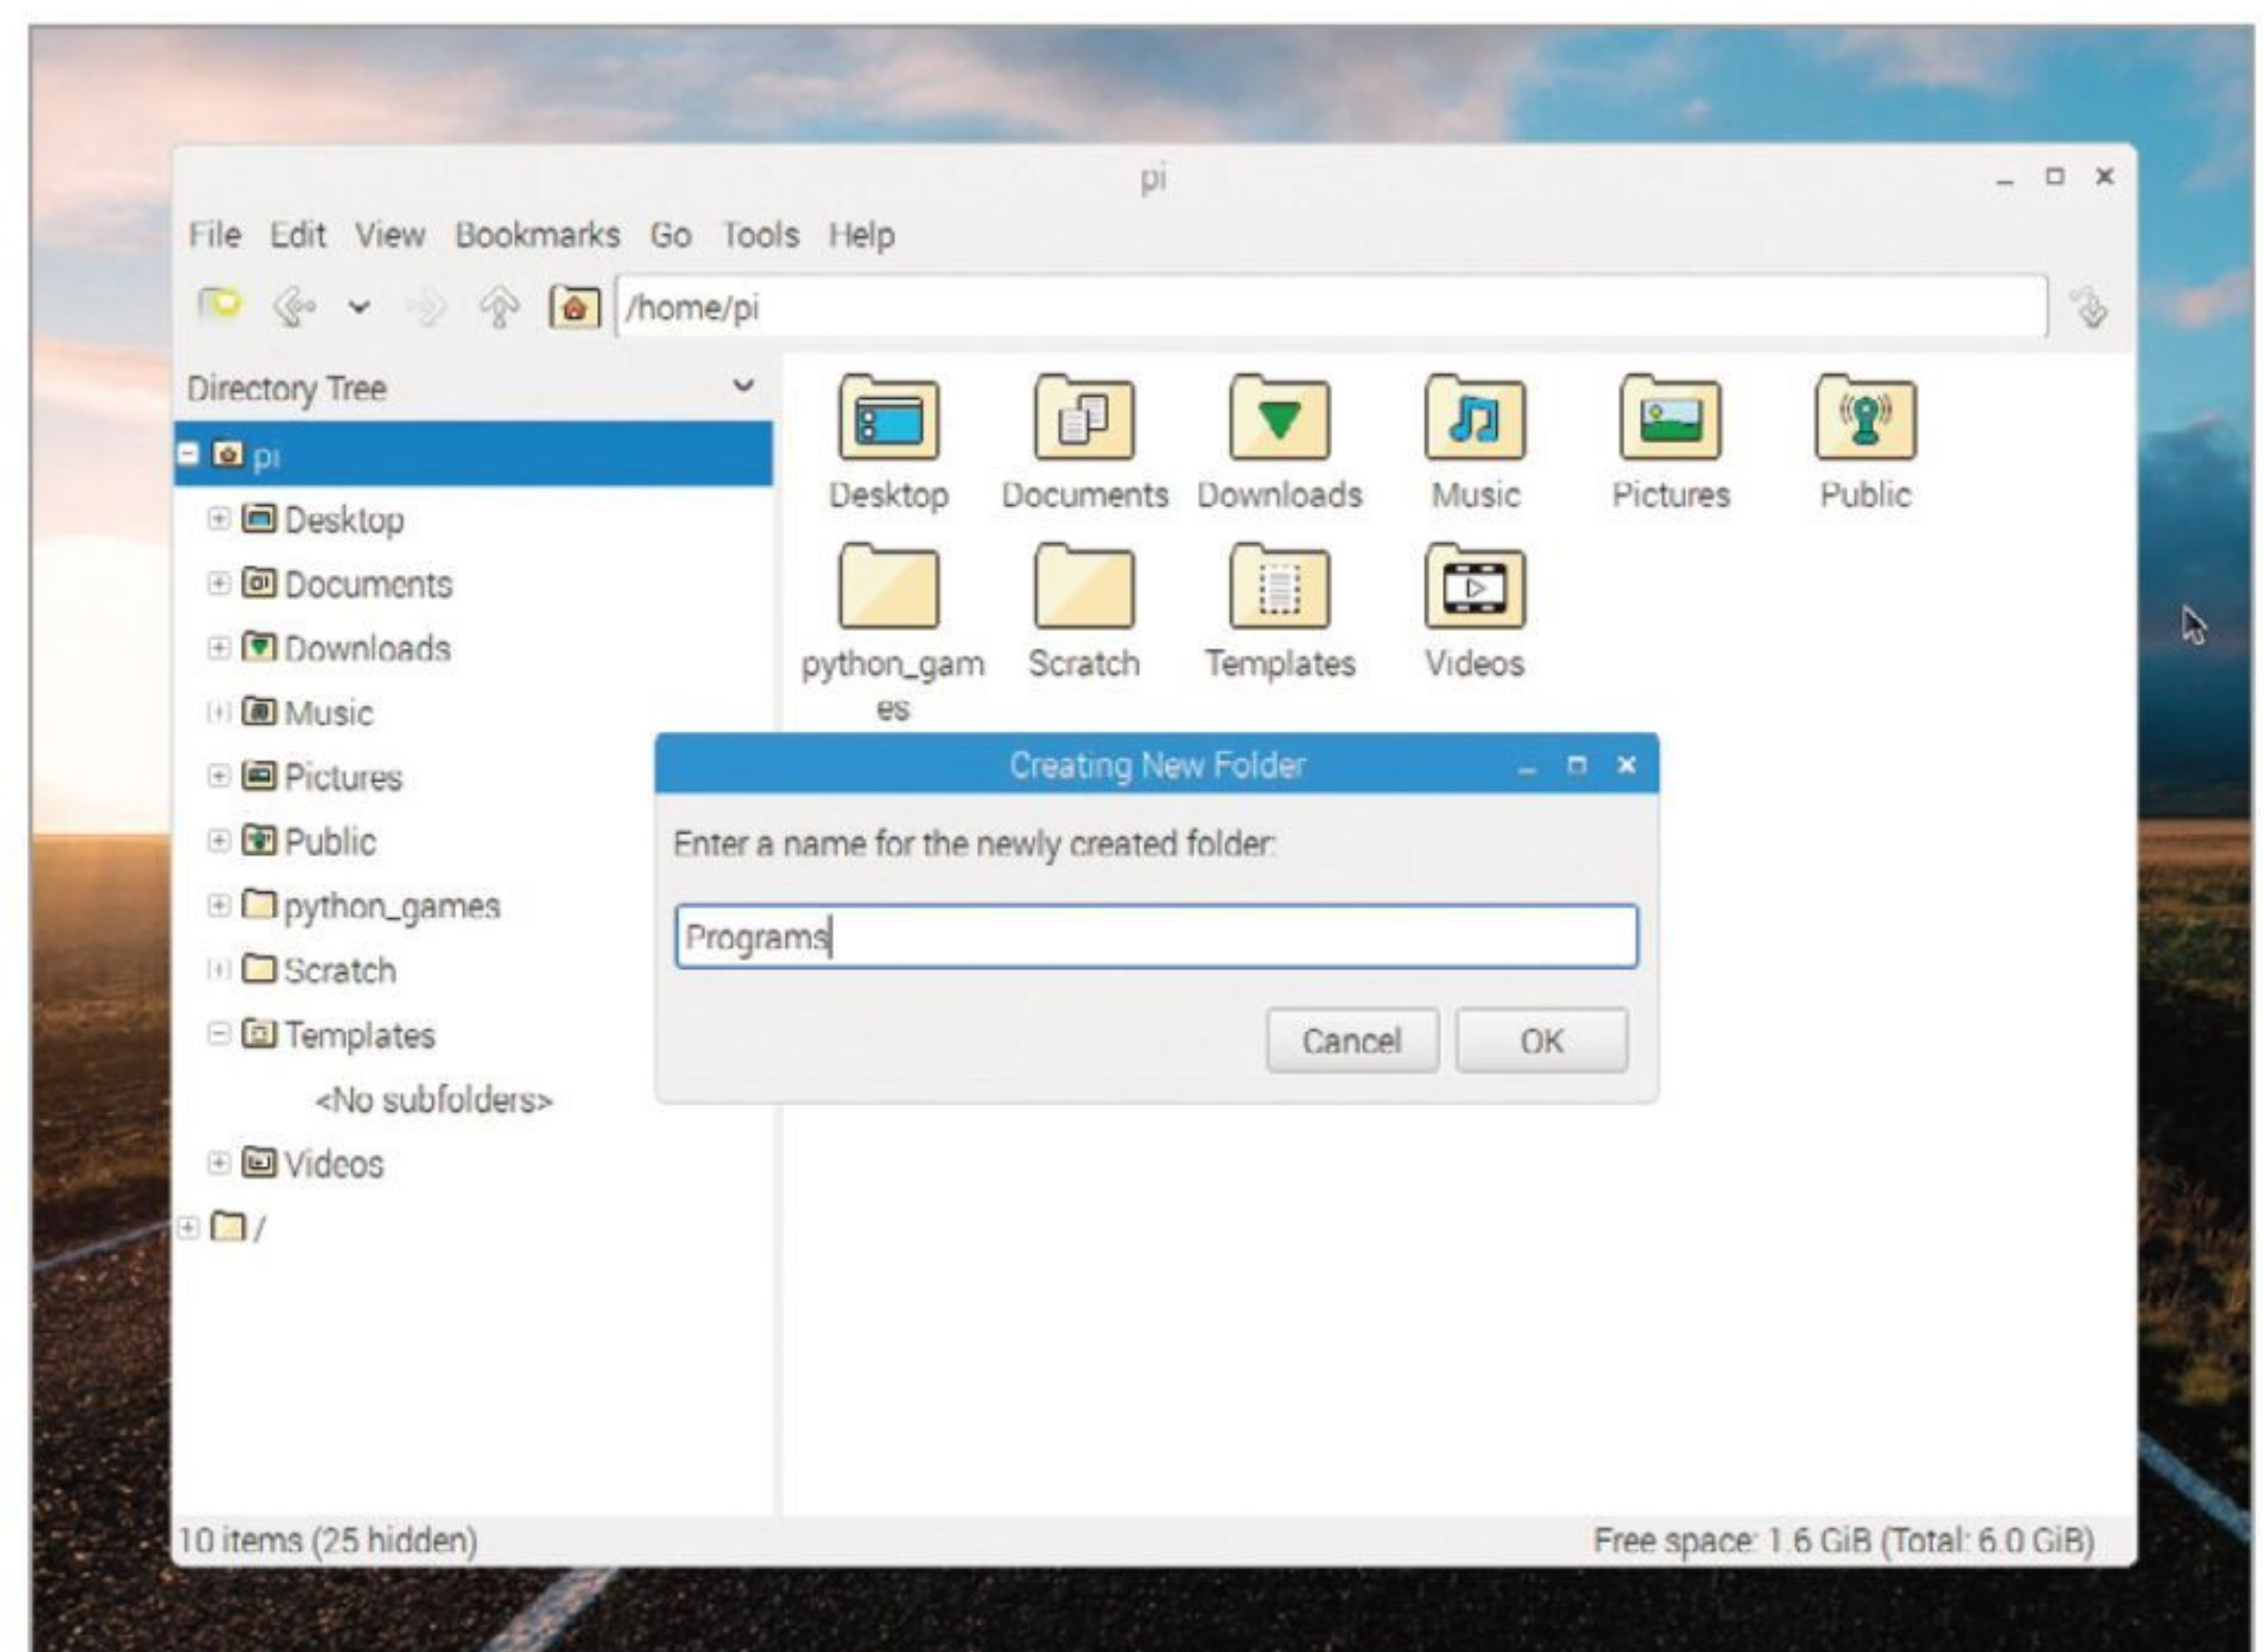 pi
File Edit View Bookmarks Go Tools Help
/home/pi
Directory Tree
pi
Desktop
Documents
Downloads
Music
Pictures
Public
python_games
Scratch
Templates
<No subfolders>
Videos
/
Desktop Documents Downloads Music Pictures Public
python_gam Scratch Templates Videos
es
Creating New Folder
Enter a name for the newly created folder:
Programs
Cancel OK
10 items (25 hidden) Free space: 1.6 GiB (Total: 6.0 GiB)